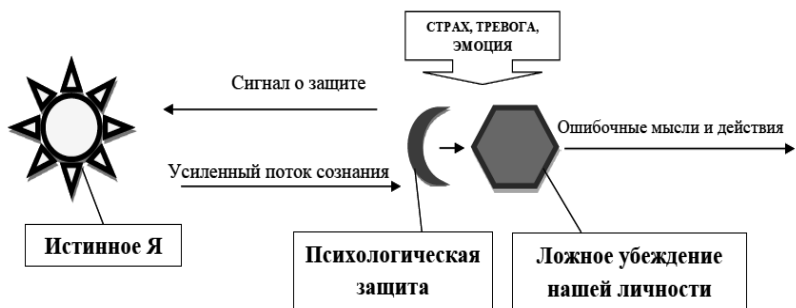 СТРАХ, ТРЕВОГА,
ЭМОЦИЯ
Сигнал о защите
Ошибочные мысли и действия
Усиленный поток сознания
Истинное Я
Психологическая
защита
Ложное убеждение
нашей личности